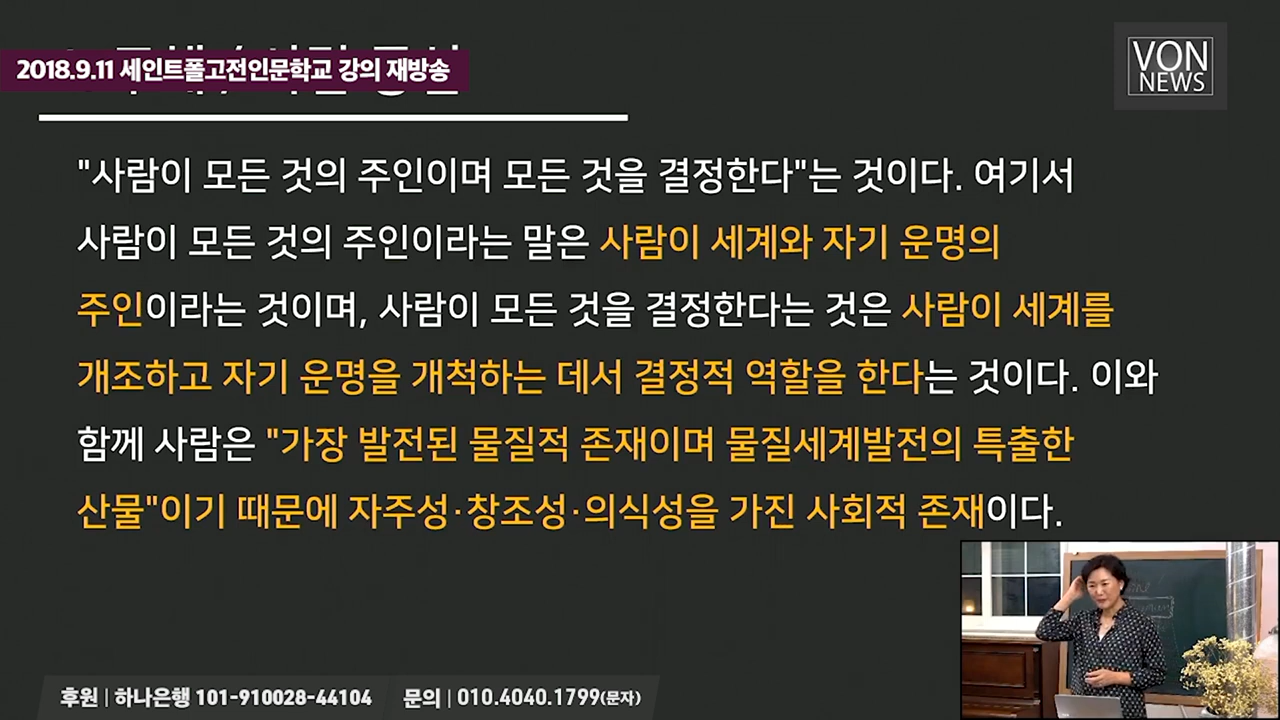 2018.9.11 세인트폴고전인문학교 강의 재방송
VON
NEWS
"사람이 모든 것의 주인이며 모든 것을 결정한다"는 것이다. 여기서
사람이 모든 것의 주인이라는 말은 사람이 세계와 자기 운명의
주인이라는 것이며, 사람이 모든 것을 결정한다는 것은 사람이 세계를
개조하고 자기 운명을 개척하는 데서 결정적 역할을 한다는 것이다. 이와
함께 사람은 "가장 발전된 물질적 존재이며 물질세계발전의 특출한
산물"이기 때문에 자주성·창조성·의식성을 가진 사회적 존재이다.
후원 | 하나은행 101-910028-44104 문의 | 010.4040.1799(문자)